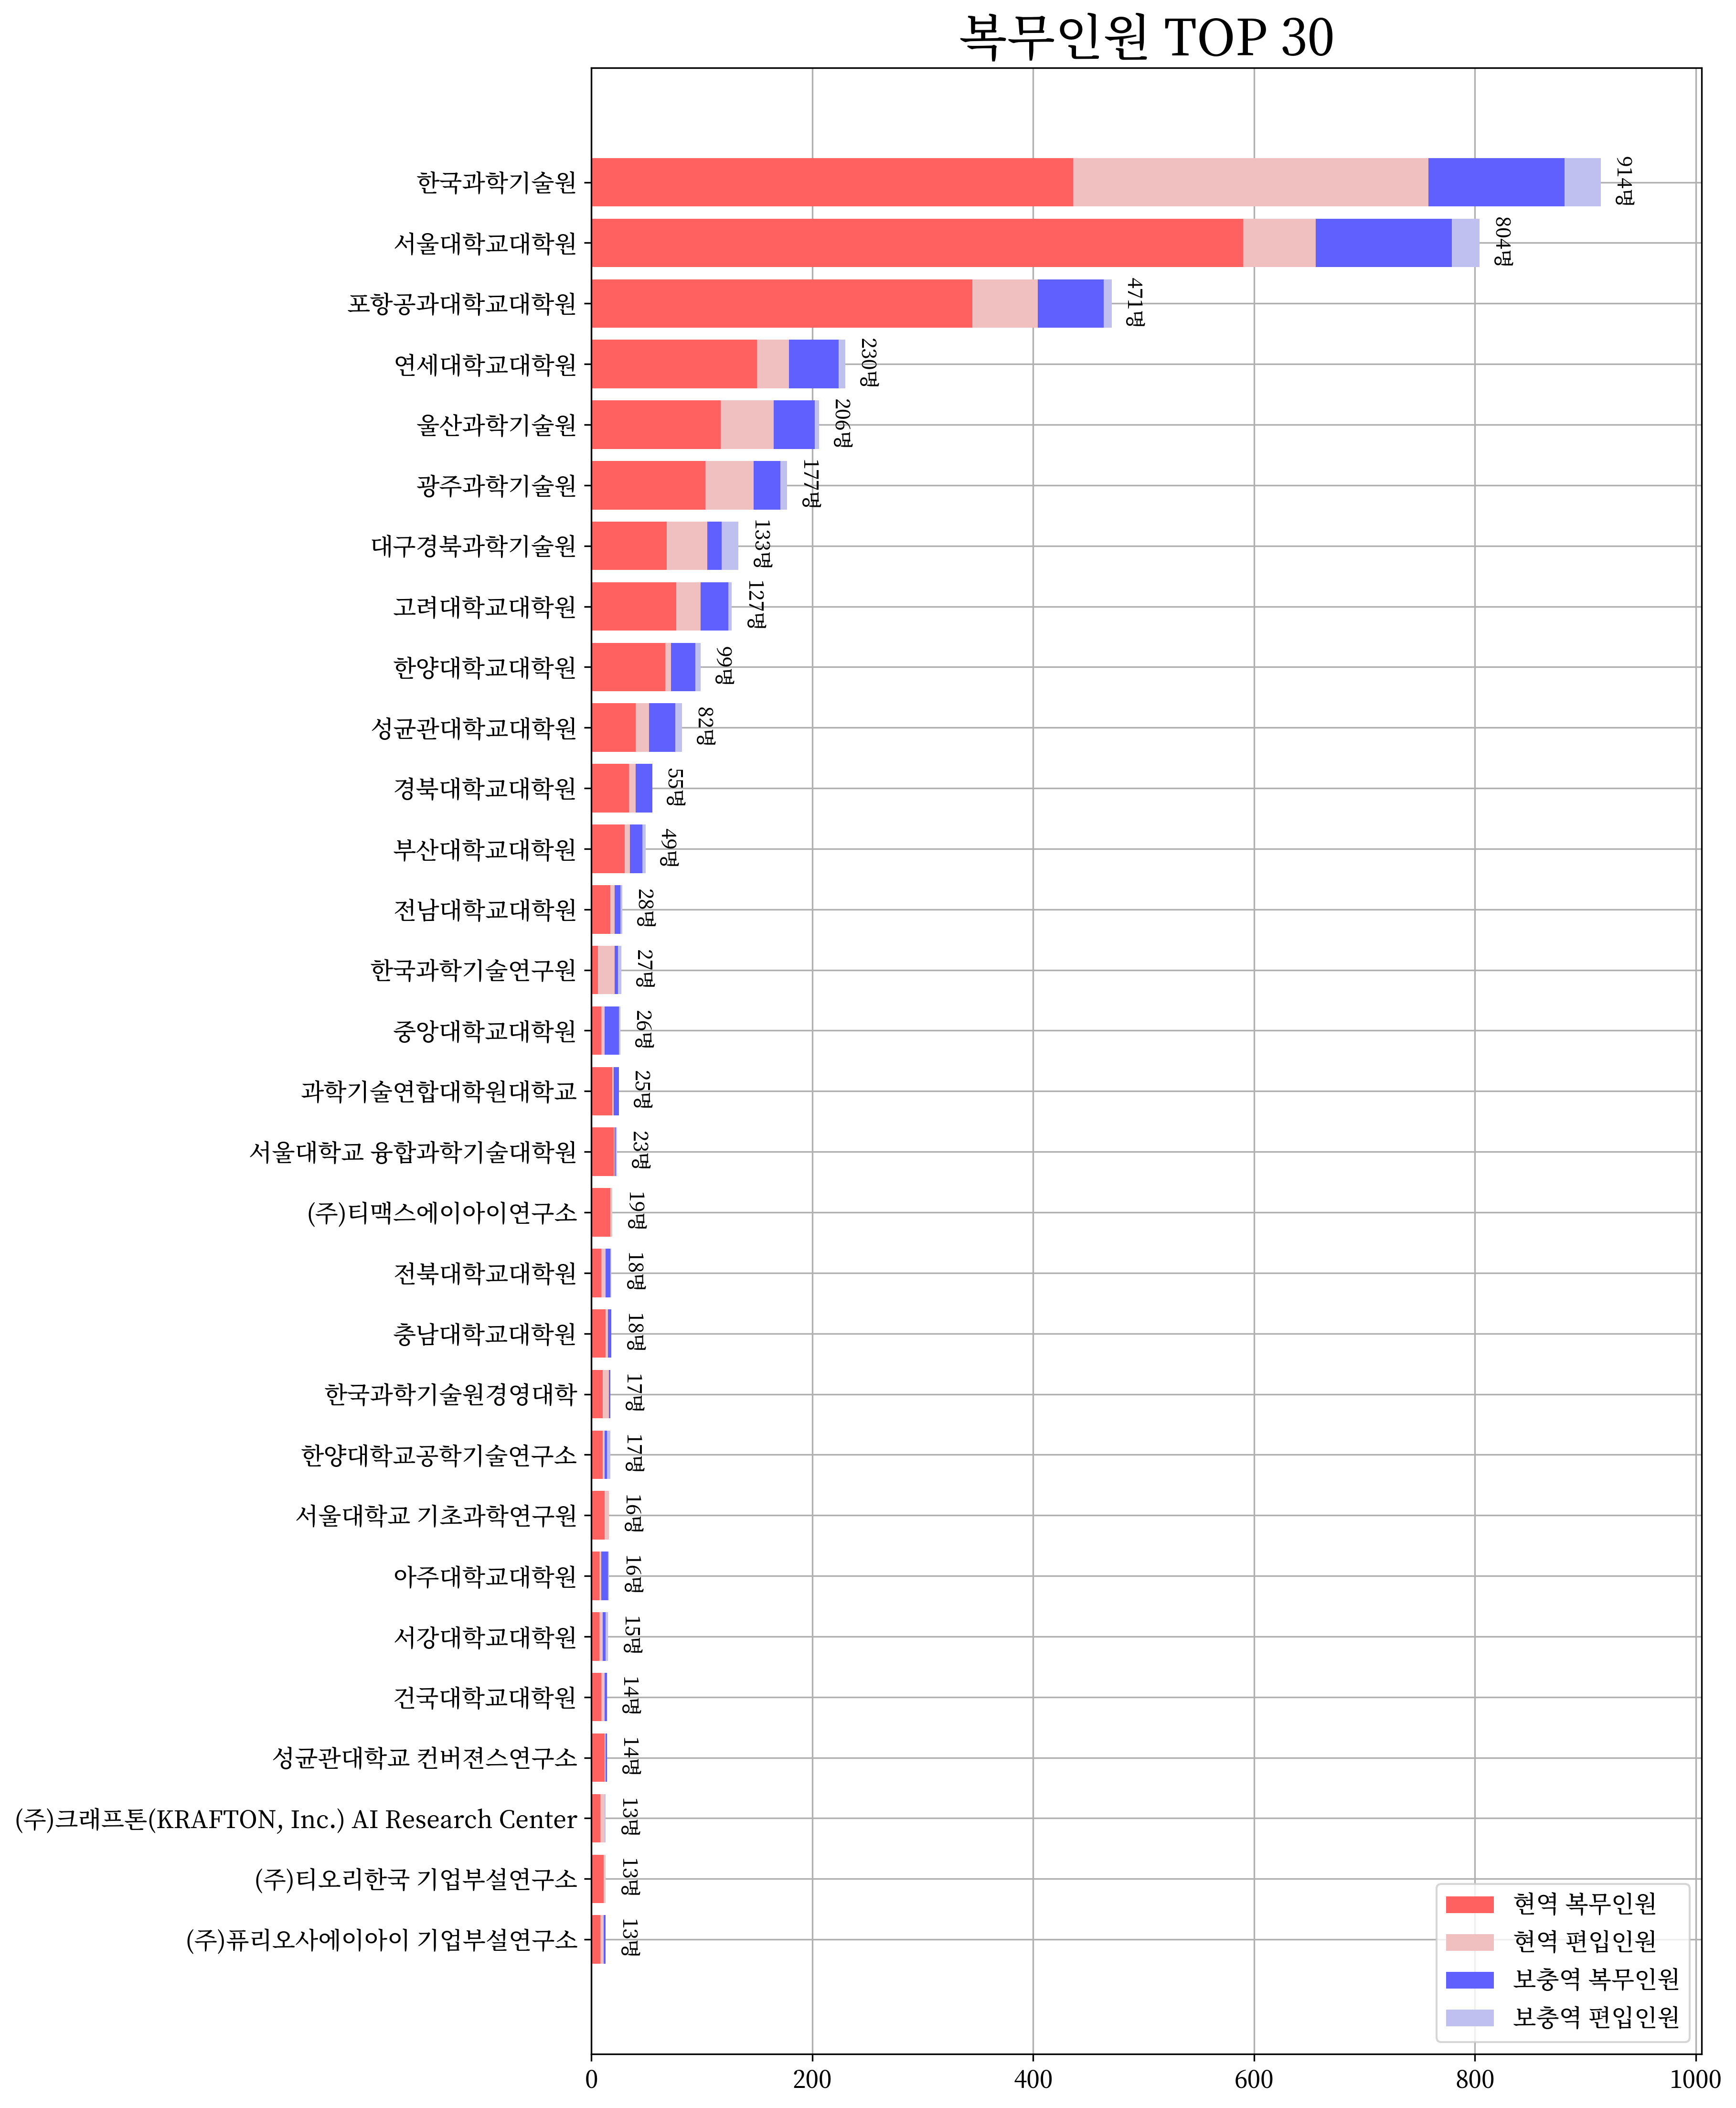 복무인원 TOP 30
한국과학기술원 914명
서울대학교대학원 804명
포항공과대학교대학원 471명
연세대학교대학원 230명
울산과학기술원 206명
광주과학기술원 177명
대구경북과학기술원 133명
고려대학교대학원 127명
한양대학교대학원 99명
성균관대학교대학원 82명
경북대학교대학원 55명
부산대학교대학원 49명
전남대학교대학원 28명
한국과학기술연구원 27명
중앙대학교대학원 26명
과학기술연합대학원대학교 25명
서울대학교 융합과학기술대학원 23명
(주)티맥스에이아이연구소 19명
전북대학교대학원 18명
충남대학교대학원 18명
한국과학기술원경영대학 17명
한양대학교공학기술연구소 17명
서울대학교 기초과학연구원 16명
아주대학교대학원 16명
서강대학교대학원 15명
건국대학교대학원 14명
성균관대학교 컨버젼스연구소 14명
(주)크래프톤(KRAFTON, Inc.) AI Research Center 13명
(주)티오리한국 기업부설연구소 13명
(주)퓨리오사에이아이 기업부설연구소 13명
현역 복무인원
현역 편입인원
보충역 복무인원
보충역 편입인원
0 200 400 600 800 1000